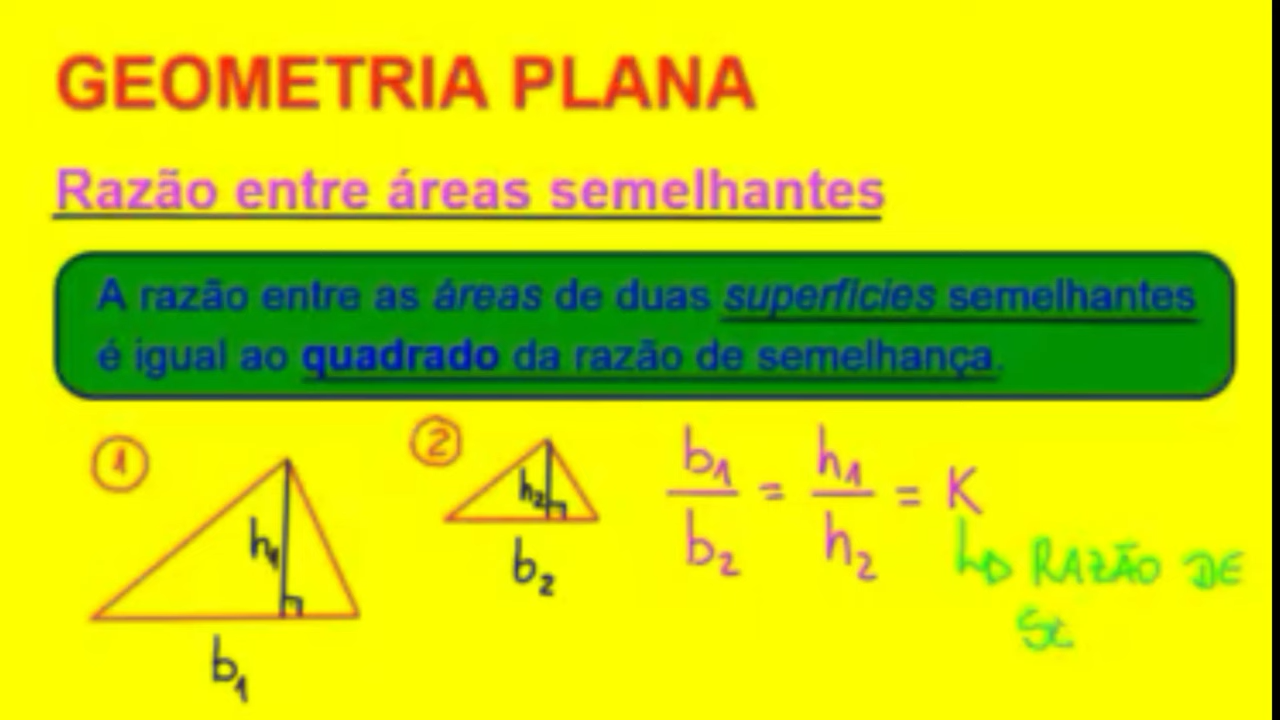 GEOMETRIA PLANA
Razão entre áreas semelhantes
A razão entre as áreas de duas superfícies semelhantes
é igual ao quadrado da razão de semelhança.
1
2
h1
h2
b1
b2
b1/b2 = h1/h2 = K
RAZÃO DE
SE